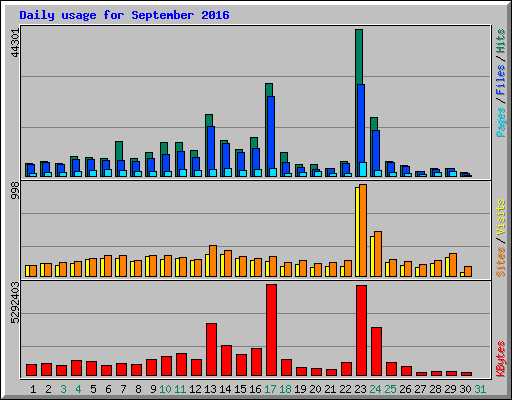 Daily usage for September 2016
44301
998
5292403
Pages / Files / Hits
Sites / Visits
KBytes
1 2 3 4 5 6 7 8 9 10 11 12 13 14 15 16 17 18 19 20 21 22 23 24 25 26 27 28 29 30 31